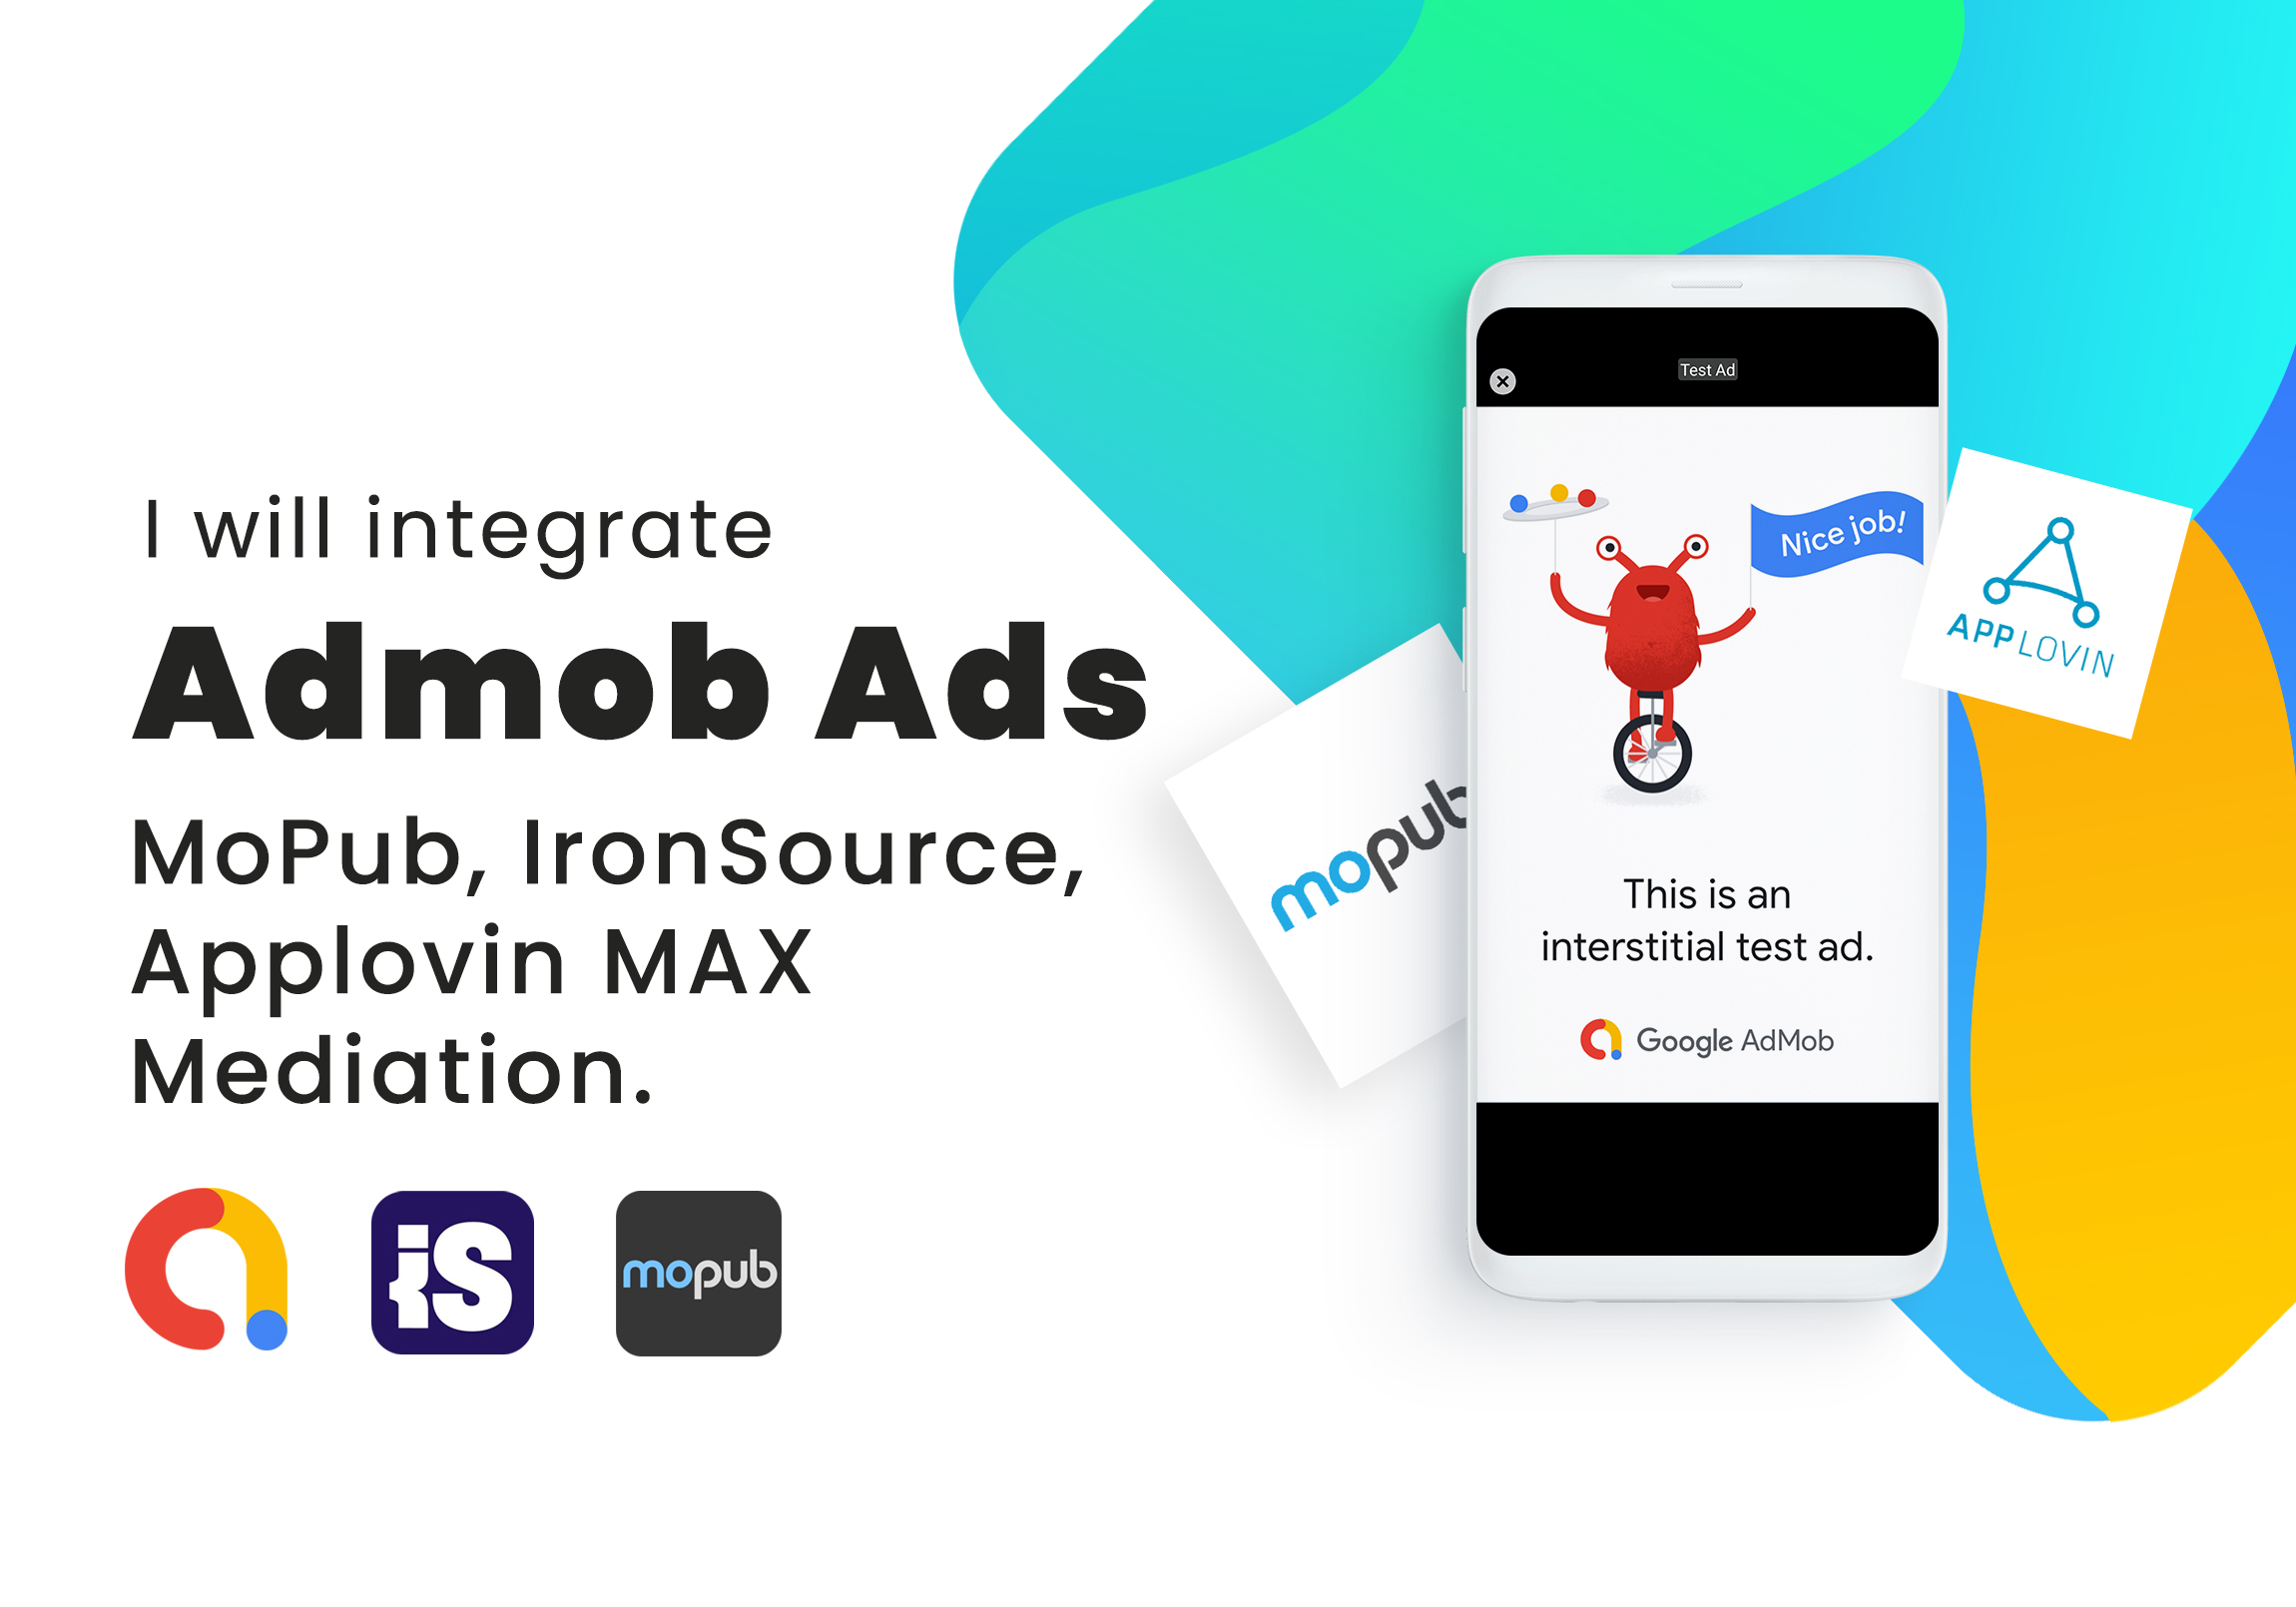 I will integrate
Admob Ads
MoPub, IronSource,
Applovin MAX
Mediation.
iS
mopub
mopub
Test Ad
Nice job!
This is an
interstitial test ad.
Google AdMob
APPLOVIN